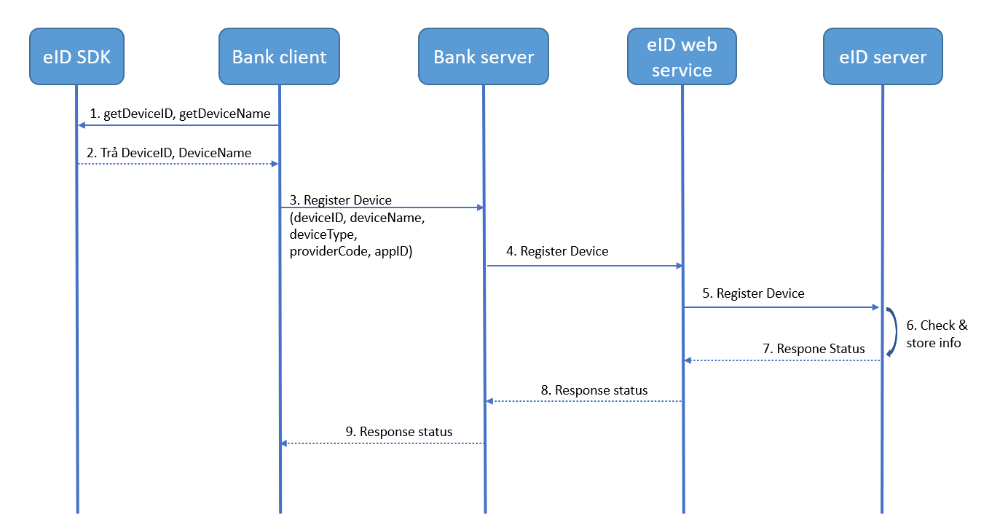 eID SDK
Bank client
Bank server
eID web
service
eID server
1. getDeviceID, getDeviceName
2. Trả DeviceID, DeviceName
3. Register Device
(deviceID, deviceName,
deviceType,
providerCode, appID)
4. Register Device
5. Register Device
6. Check &
store info
7. Respone Status
8. Response status
9. Response status